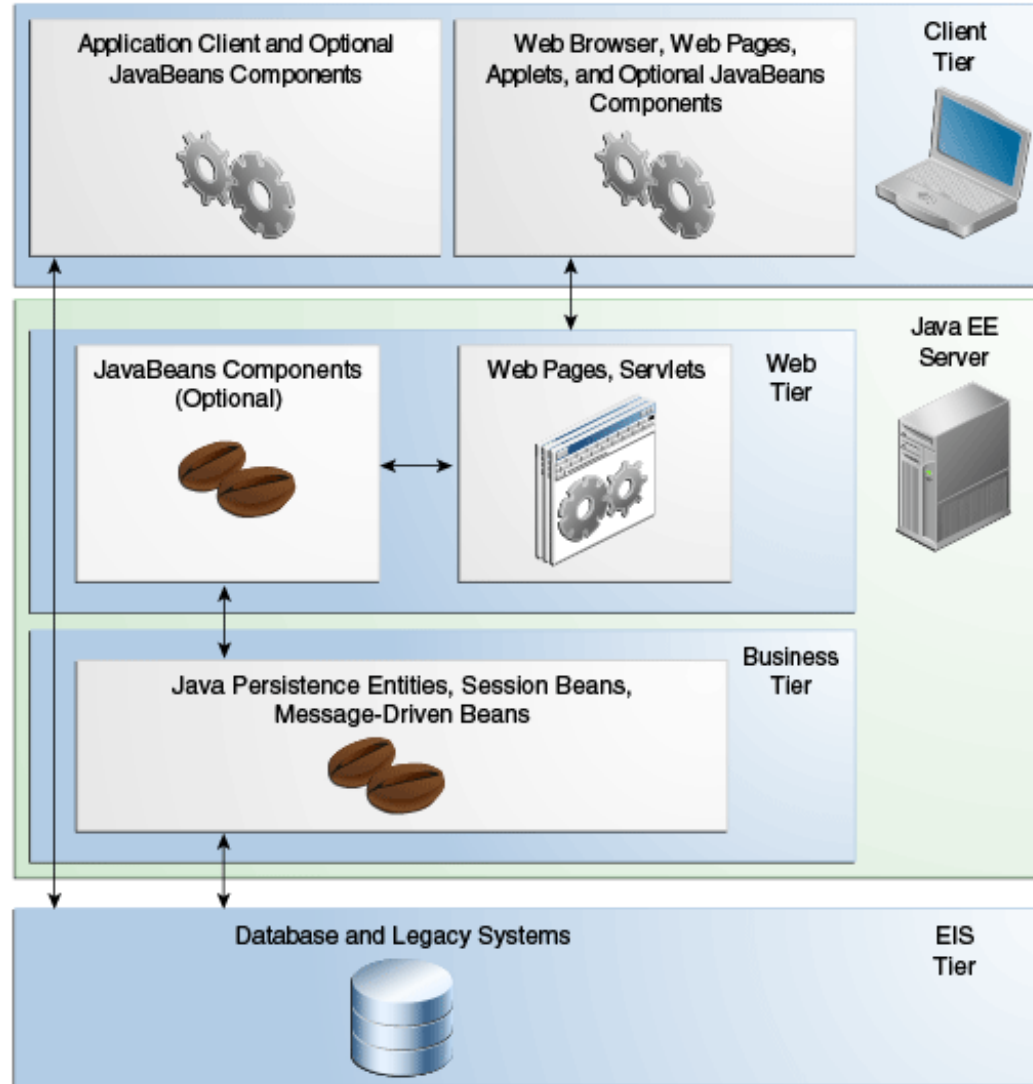 Application Client and Optional
JavaBeans Components
Web Browser, Web Pages,
Applets, and Optional JavaBeans
Components
Client
Tier
JavaBeans Components
(Optional)
Web Pages, Servlets
Web
Tier
Java EE
Server
Java Persistence Entities, Session Beans,
Message-Driven Beans
Business
Tier
Database and Legacy Systems
EIS
Tier